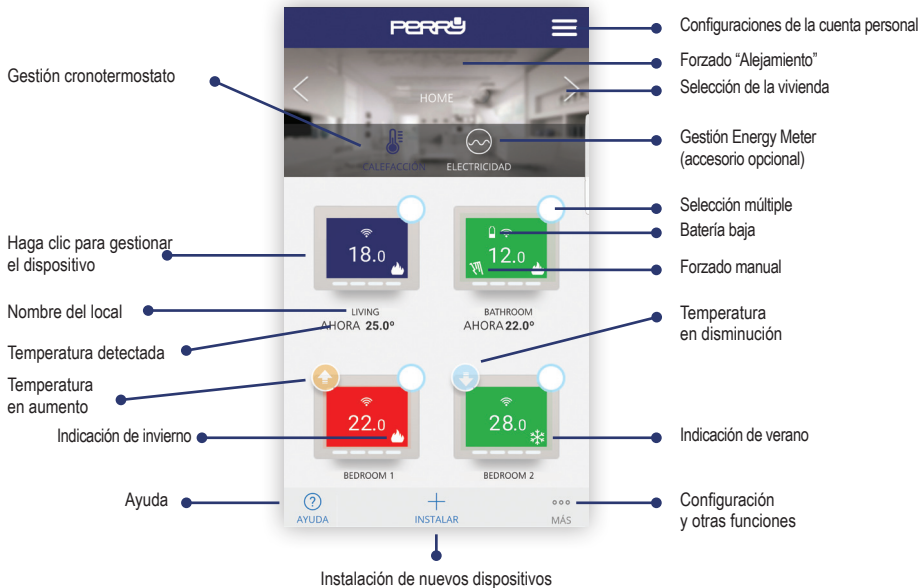 PERRY
Configuraciones de la cuenta personal
Forzado “Alejamiento”
Gestión cronotermostato
Selección de la vivienda
HOME
Gestión Energy Meter
(accesorio opcional)
CALEFACCIÓN
ELECTRICIDAD
Selección múltiple
Batería baja
Haga clic para gestionar
el dispositivo
18.0
12.0
Forzado manual
Nombre del local
LIVING
AHORA 25.0º
BATHROOM
AHORA 22.0º
Temperatura
en disminución
Temperatura detectada
Temperatura
en aumento
22.0
28.0
Indicación de invierno
Indicación de verano
BEDROOM 1
BEDROOM 2
Ayuda
?
AYUDA
INSTALAR
MÁS
Configuración
y otras funciones
Instalación de nuevos dispositivos